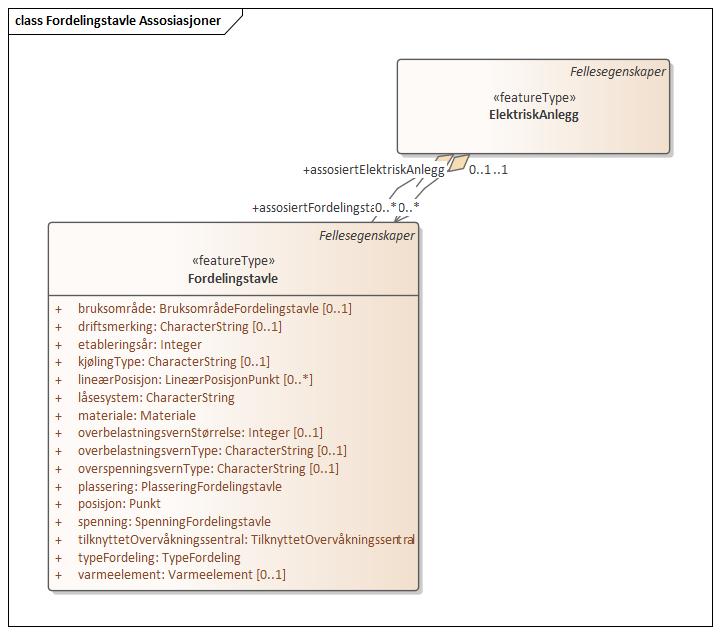 class Fordelingstavle Assosiasjoner
Fellesegenskaper
«featureType»
ElektriskAnlegg
+assosiertElektriskAnlegg
0..1
..1
0..*
0..*
Fellesegenskaper
«featureType»
Fordelingstavle
+ bruksområde: BruksområdeFordelingstavle [0..1]
+ driftsmerking: CharacterString [0..1]
+ etableringsår: Integer
+ kjølingType: CharacterString [0..1]
+ lineærPosisjon: LineærPosisjonPunkt [0..*]
+ låsesystem: CharacterString
+ materiale: Materiale
+ overbelastningsvernStørrelse: Integer [0..1]
+ overbelastningsvernType: CharacterString [0..1]
+ overspenningsvernType: CharacterString [0..1]
+ plassering: PlasseringFordelingstavle
+ posisjon: Punkt
+ spenning: SpenningFordelingstavle
+ tilknyttetOvervåkningssentral: TilknyttetOvervåkningssentral
+ typeFordeling: TypeFordeling
+ varmeelement: Varmeelement [0..1]